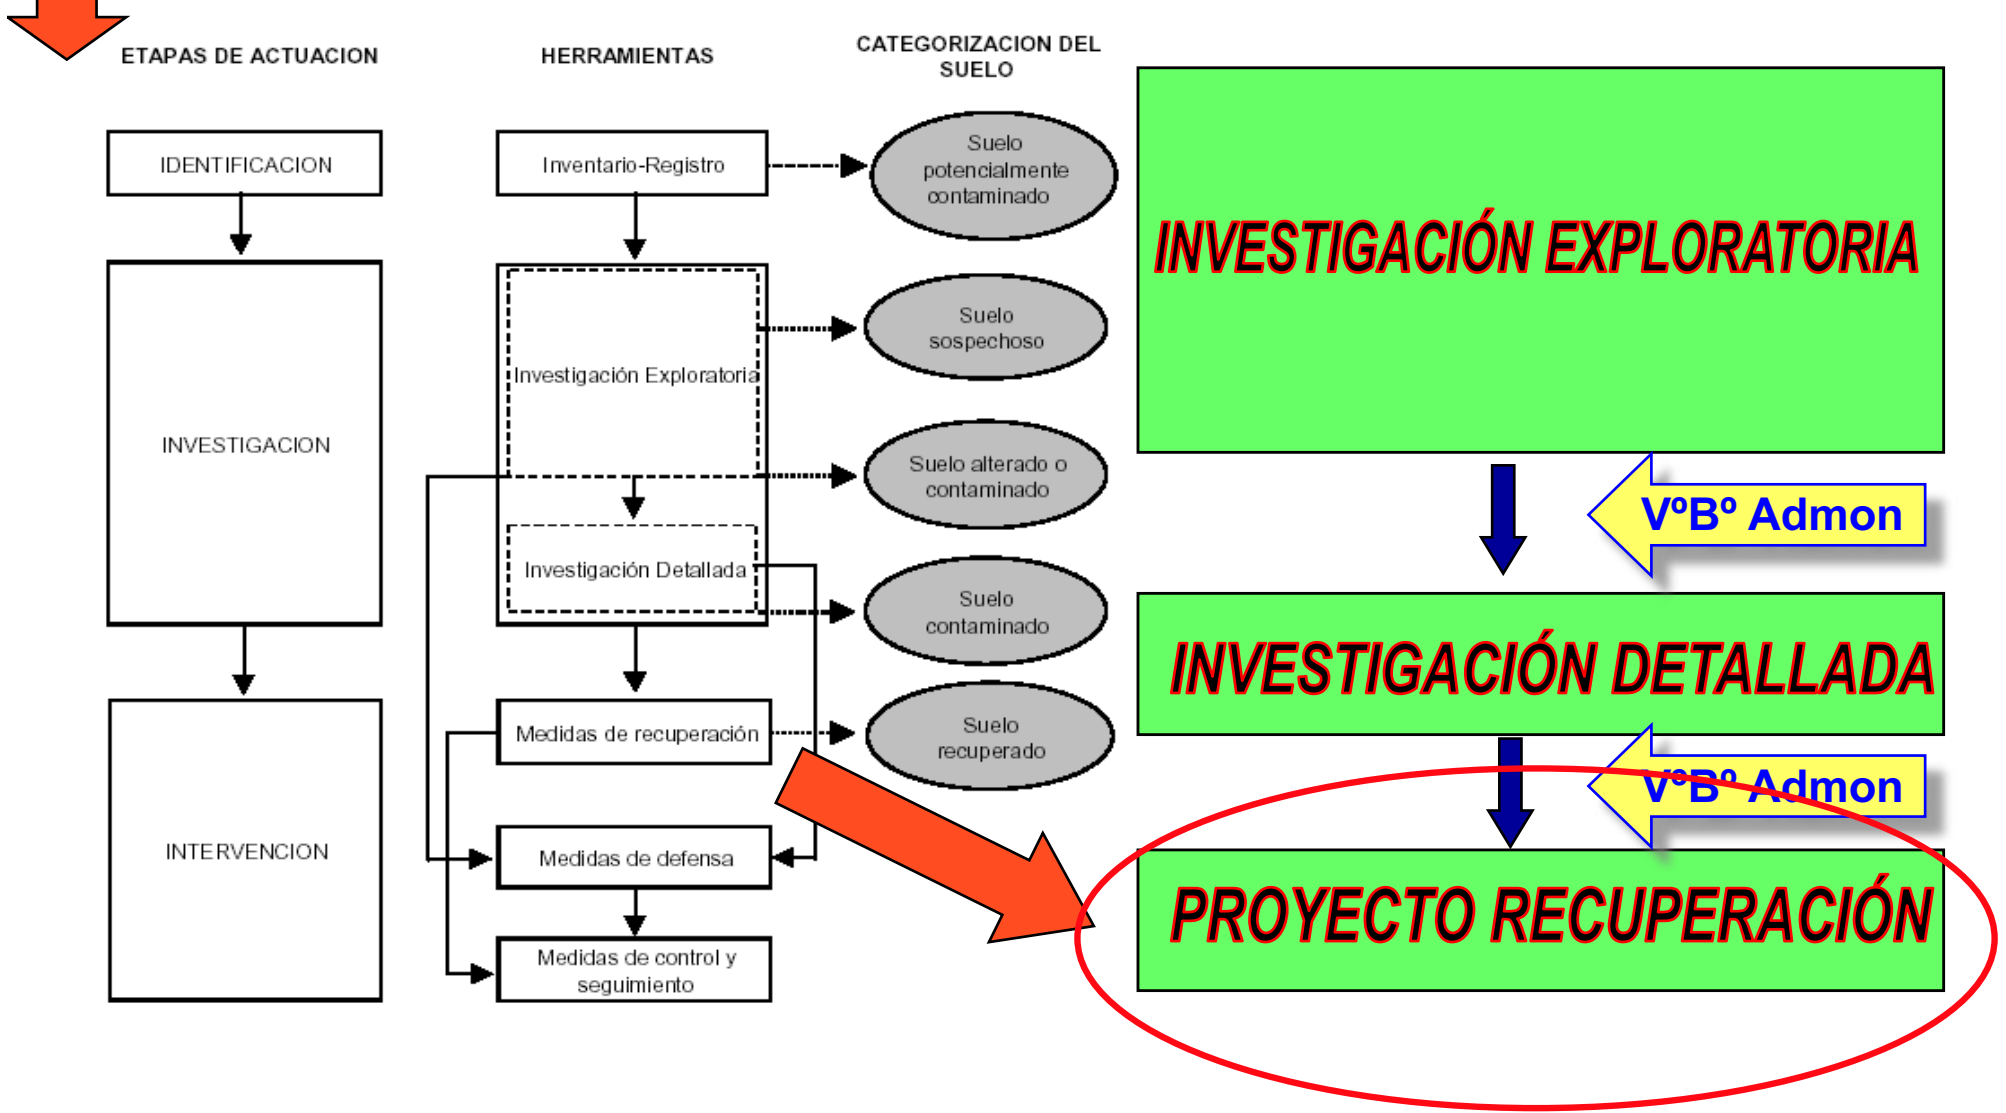 ETAPAS DE ACTUACION
HERRAMIENTAS
CATEGORIZACION DEL
SUELO
IDENTIFICACION
INVESTIGACION
INTERVENCION
Inventario-Registro
Investigación Exploratoria
Investigación Detallada
Medidas de recuperación
Medidas de defensa
Medidas de control y
seguimiento
Suelo
potencialmente
contaminado
Suelo
sospechoso
Suelo alterado o
contaminado
Suelo
contaminado
Suelo
recuperado
INVESTIGACIÓN EXPLORATORIA
VºBº Admon
INVESTIGACIÓN DETALLADA
VºBº Admon
PROYECTO RECUPERACIÓN